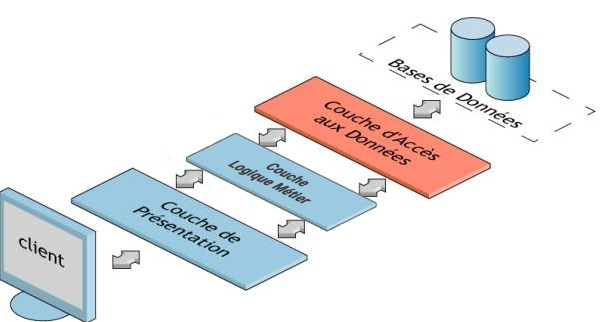 Bases de Données
Couche d'Accès
aux Données
Couche
Logique Métier
Couche de
Présentation
client